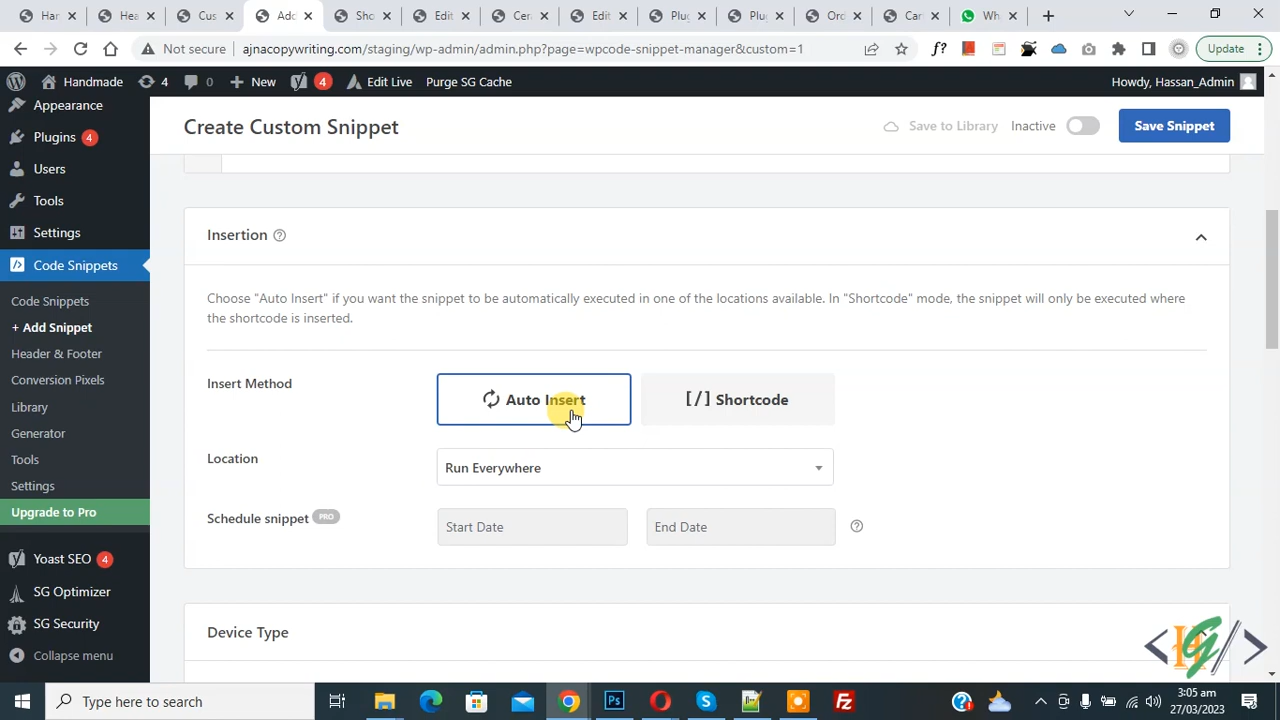 Har
Hea
Cus
Add
Sho
Edit
Cera
Edit
Plug
Plug
Ord
Car
Wh
Not secure
ajnacopywriting.com/staging/wp-admin/admin.php?page=wpcode-snippet-manager&custom=1
f?
Update
Handmade
4
0
New
4
Edit Live
Purge SG Cache
Howdy, Hassan_Admin
Appearance
Plugins 4
Users
Tools
Settings
Code Snippets
Code Snippets
+ Add Snippet
Header & Footer
Conversion Pixels
Library
Generator
Tools
Settings
Upgrade to Pro
Yoast SEO 4
SG Optimizer
SG Security
Collapse menu
Create Custom Snippet
Save to Library
Inactive
Save Snippet
Insertion
Choose "Auto Insert" if you want the snippet to be automatically executed in one of the locations available. In "Shortcode" mode, the snippet will only be executed where
the shortcode is inserted.
Insert Method
Auto Insert
[/] Shortcode
Location
Run Everywhere
Schedule snippet PRO
Start Date
End Date
Device Type
Type here to search
3:05 am
27/03/2023